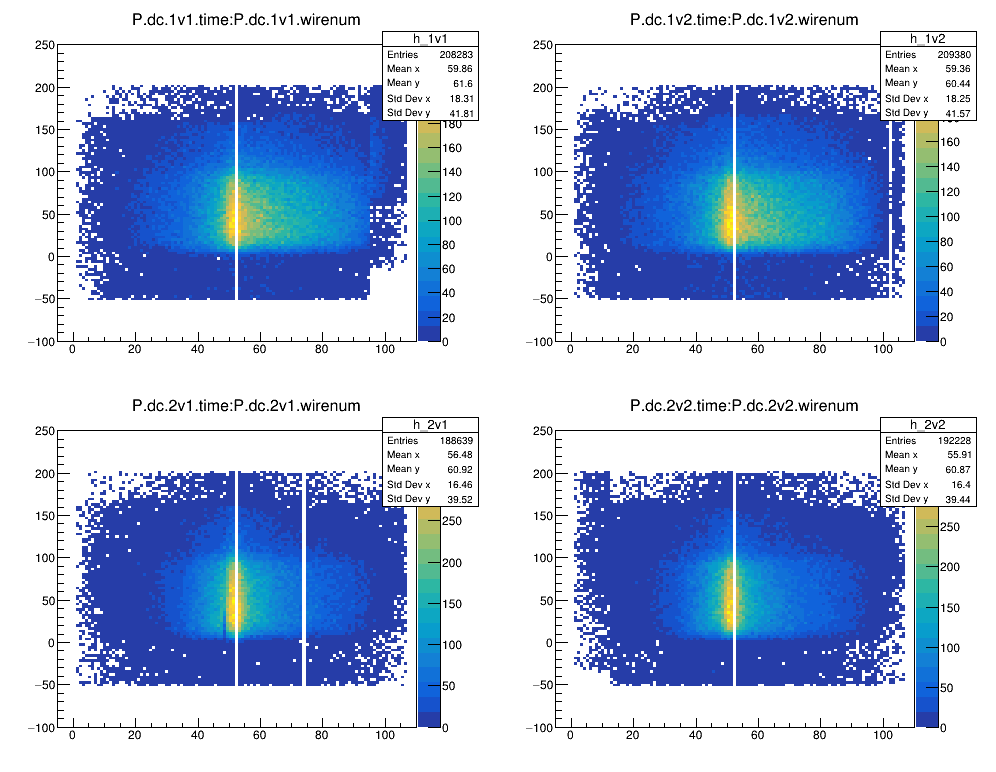 P.dc.1v1.time:P.dc.1v1.wirenum
h_1v1
Entries 208283
Mean x 59.86
Mean y 61.6
Std Dev x 18.31
Std Dev y 41.81
250
200
150
100
50
0
−50
−100
0 20 40 60 80 100
180
160
140
120
100
80
60
40
20
0
P.dc.1v2.time:P.dc.1v2.wirenum
h_1v2
Entries 209380
Mean x 59.36
Mean y 60.44
Std Dev x 18.25
Std Dev y 41.57
250
200
150
100
50
0
−50
−100
0 20 40 60 80 100
160
140
120
100
80
60
40
20
0
P.dc.2v1.time:P.dc.2v1.wirenum
h_2v1
Entries 188639
Mean x 56.48
Mean y 60.92
Std Dev x 16.46
Std Dev y 39.52
250
200
150
100
50
0
−50
−100
0 20 40 60 80 100
250
200
150
100
50
0
P.dc.2v2.time:P.dc.2v2.wirenum
h_2v2
Entries 192228
Mean x 55.91
Mean y 60.87
Std Dev x 16.4
Std Dev y 39.44
250
200
150
100
50
0
−50
−100
0 20 40 60 80 100
250
200
150
100
50
0